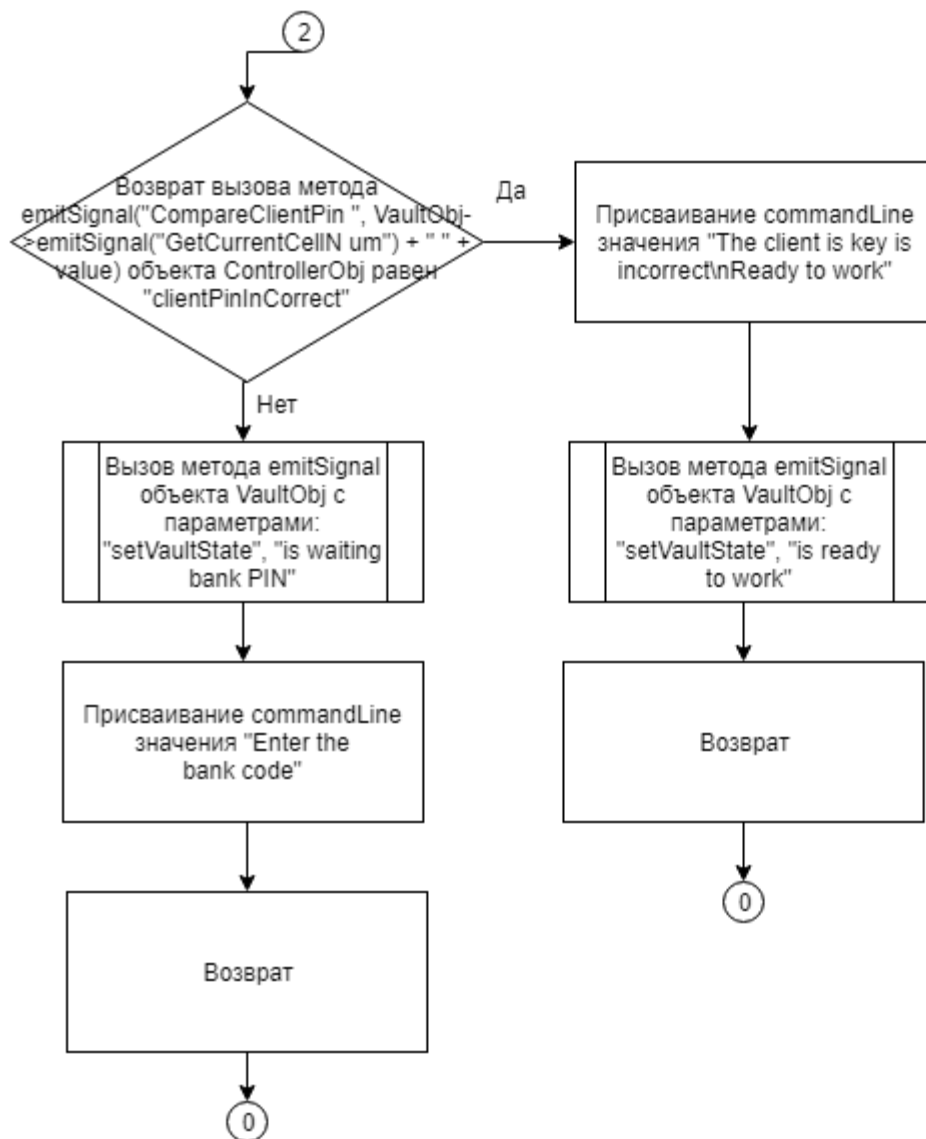 2
Возврат вызова метода
emitSignal("CompareClientPin ", VaultObj-
>emitSignal("GetCurrentCellN um") + " " +
value) объекта ControllerObj равен
"clientPinInCorrect"
Да
Присваивание commandLine
значения "The client is key is
incorrect\nReady to work"
Нет
Вызов метода emitSignal
объекта VaultObj с
параметрами:
"setVaultState", "is waiting
bank PIN"
Вызов метода emitSignal
объекта VaultObj с
параметрами:
"setVaultState", "is ready
to work"
Присваивание commandLine
значения "Enter the
bank code"
Возврат
0
Возврат
0